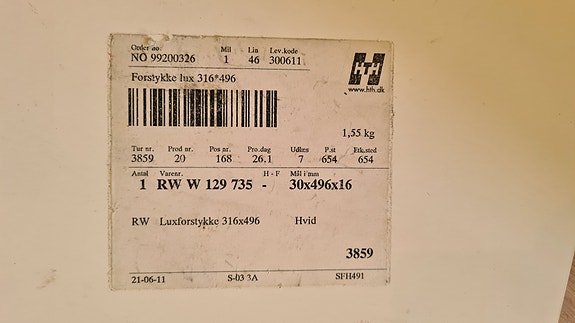 Ordre no. Mil Lin Lev.kode
NO 99200326 1 46 300611
HTH
www.hth.dk
Forstykke lux 316*496
1,55 kg
Tur nr. Prod nr. Pos nr. Pro.dag Udlæs P.st Etk.sted
3859 20 168 26.1 7 654 654
Antal Varenr. H - F Mål i mm
1 RW W 129 735 - 30x496x16
RW Luxforstykke 316x496 Hvid
3859
21-06-11 S-03 3A SFH491